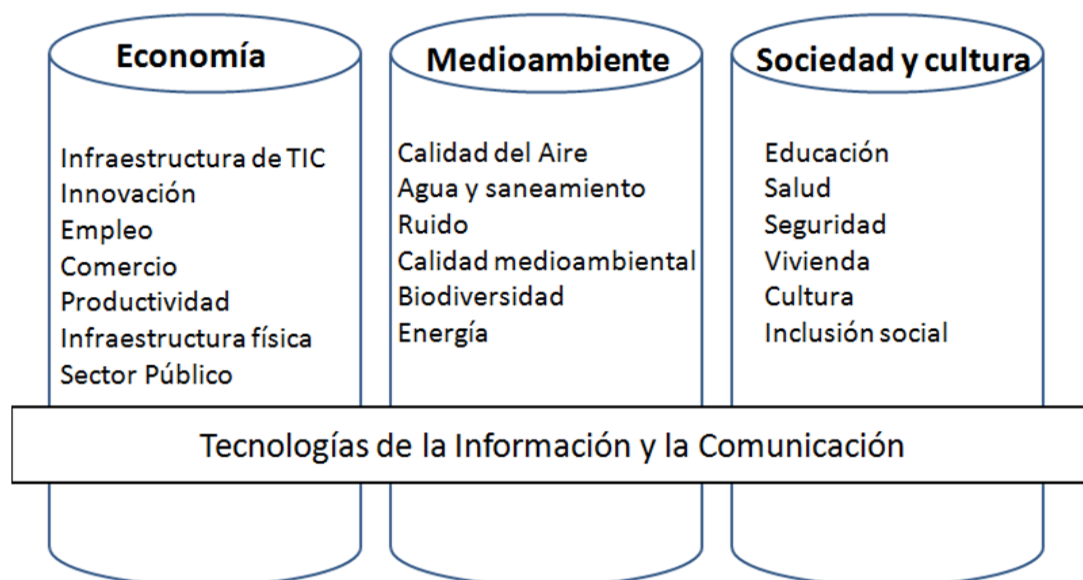 Economía
Infraestructura de TIC
Innovación
Empleo
Comercio
Productividad
Infraestructura física
Sector Público
Medioambiente
Calidad del Aire
Agua y saneamiento
Ruido
Calidad medioambiental
Biodiversidad
Energía
Sociedad y cultura
Educación
Salud
Seguridad
Vivienda
Cultura
Inclusión social
Tecnologías de la Información y la Comunicación